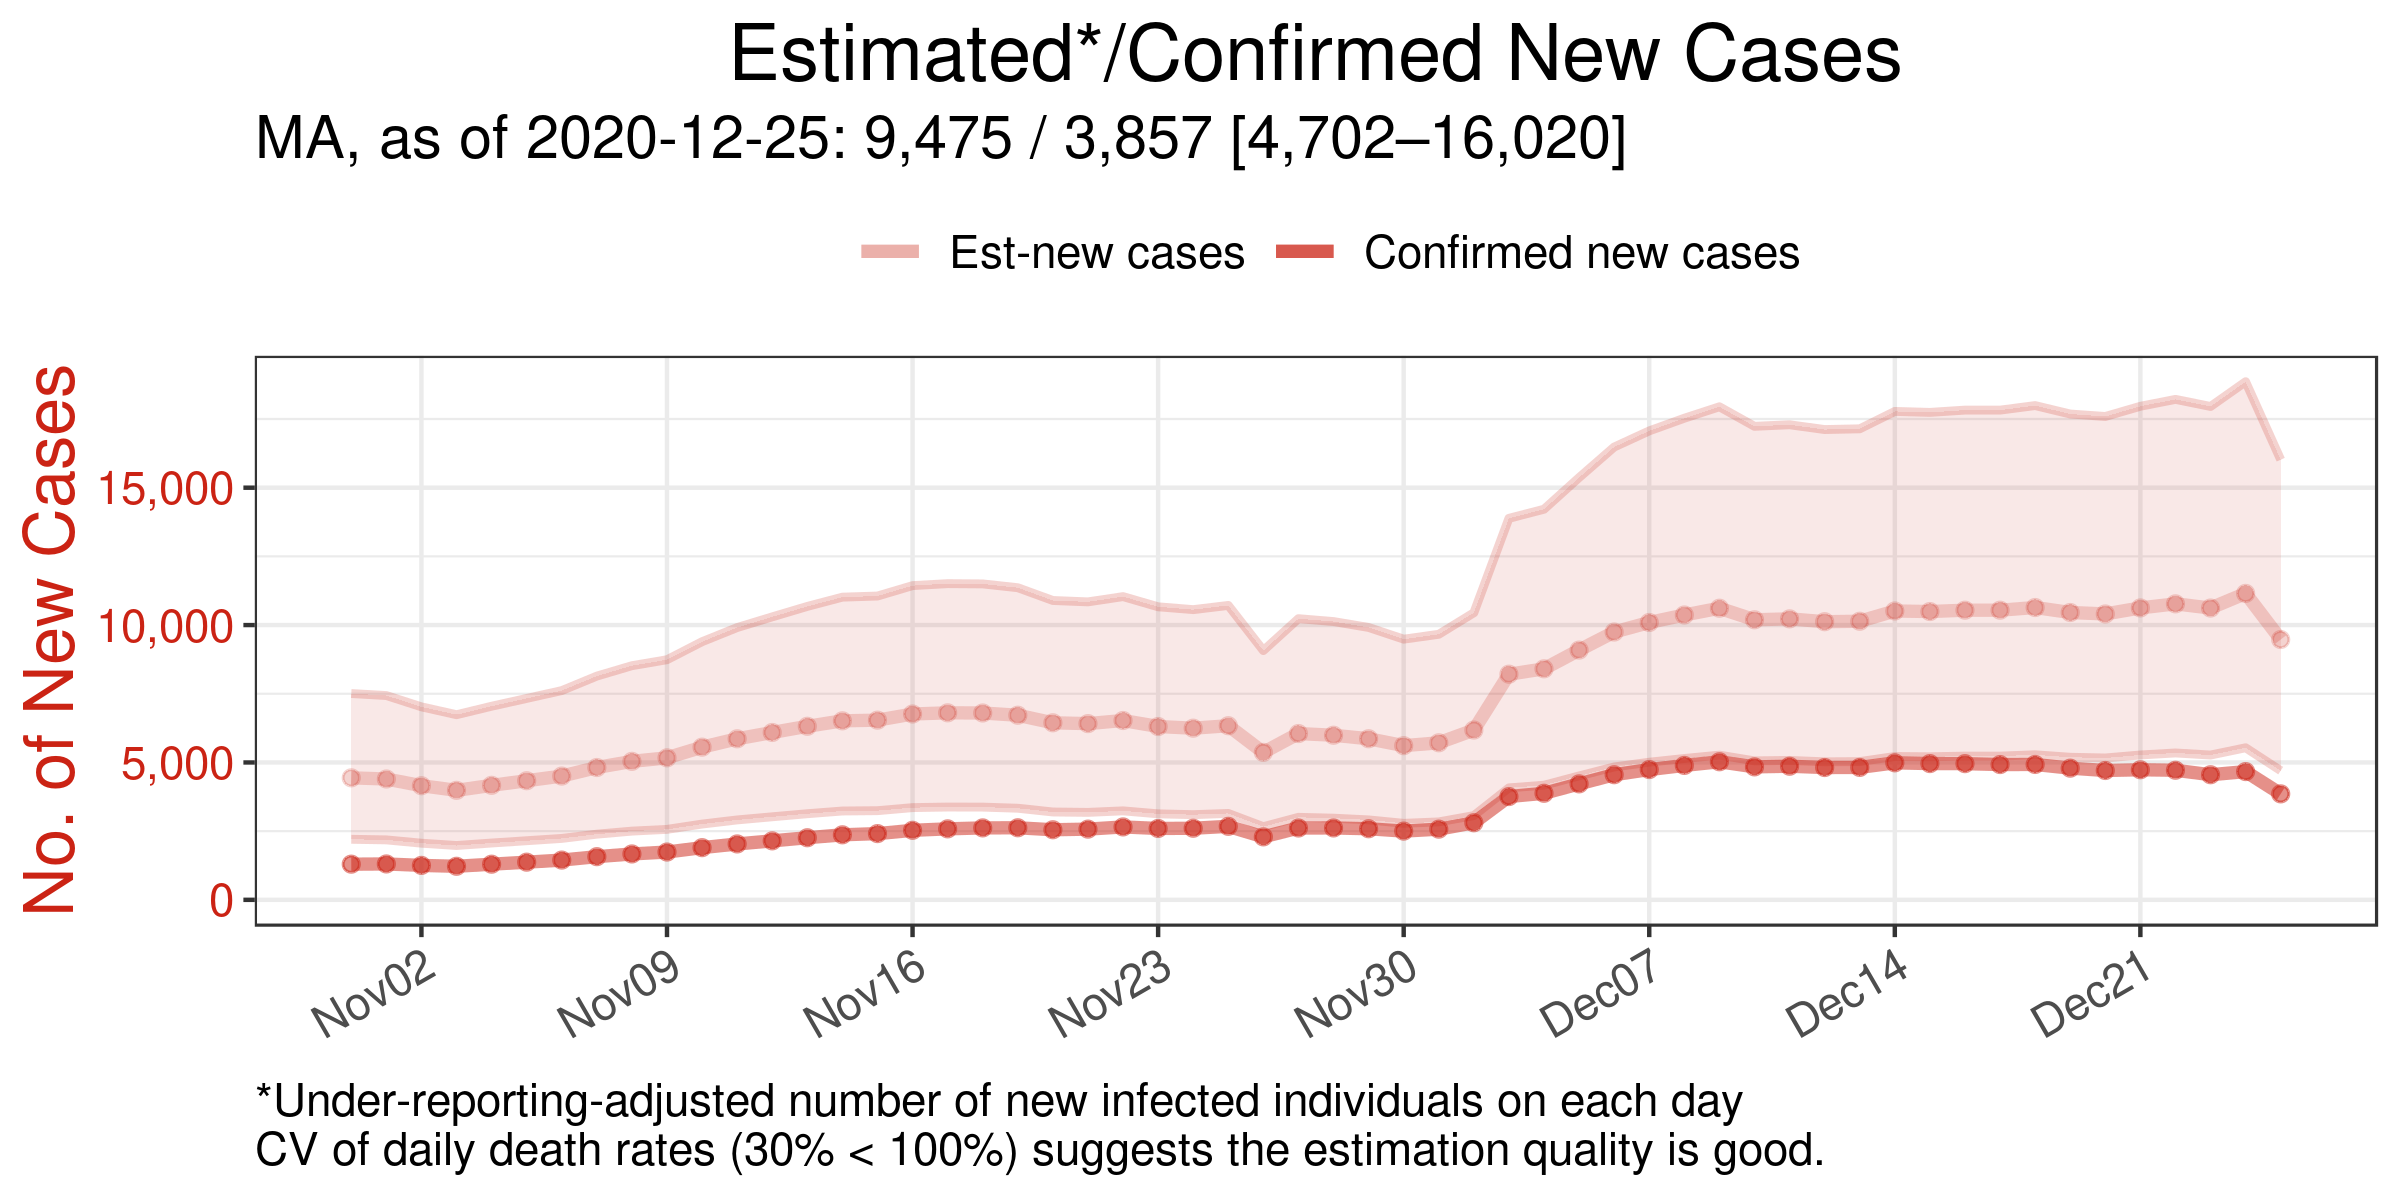 Estimated*/Confirmed New Cases
MA, as of 2020-12-25: 9,475 / 3,857 [4,702–16,020]
Est-new cases
Confirmed new cases
No. of New Cases
15,000
10,000
5,000
0
Nov02
Nov09
Nov16
Nov23
Nov30
Dec07
Dec14
Dec21
*Under-reporting-adjusted number of new infected individuals on each day
CV of daily death rates (30% < 100%) suggests the estimation quality is good.